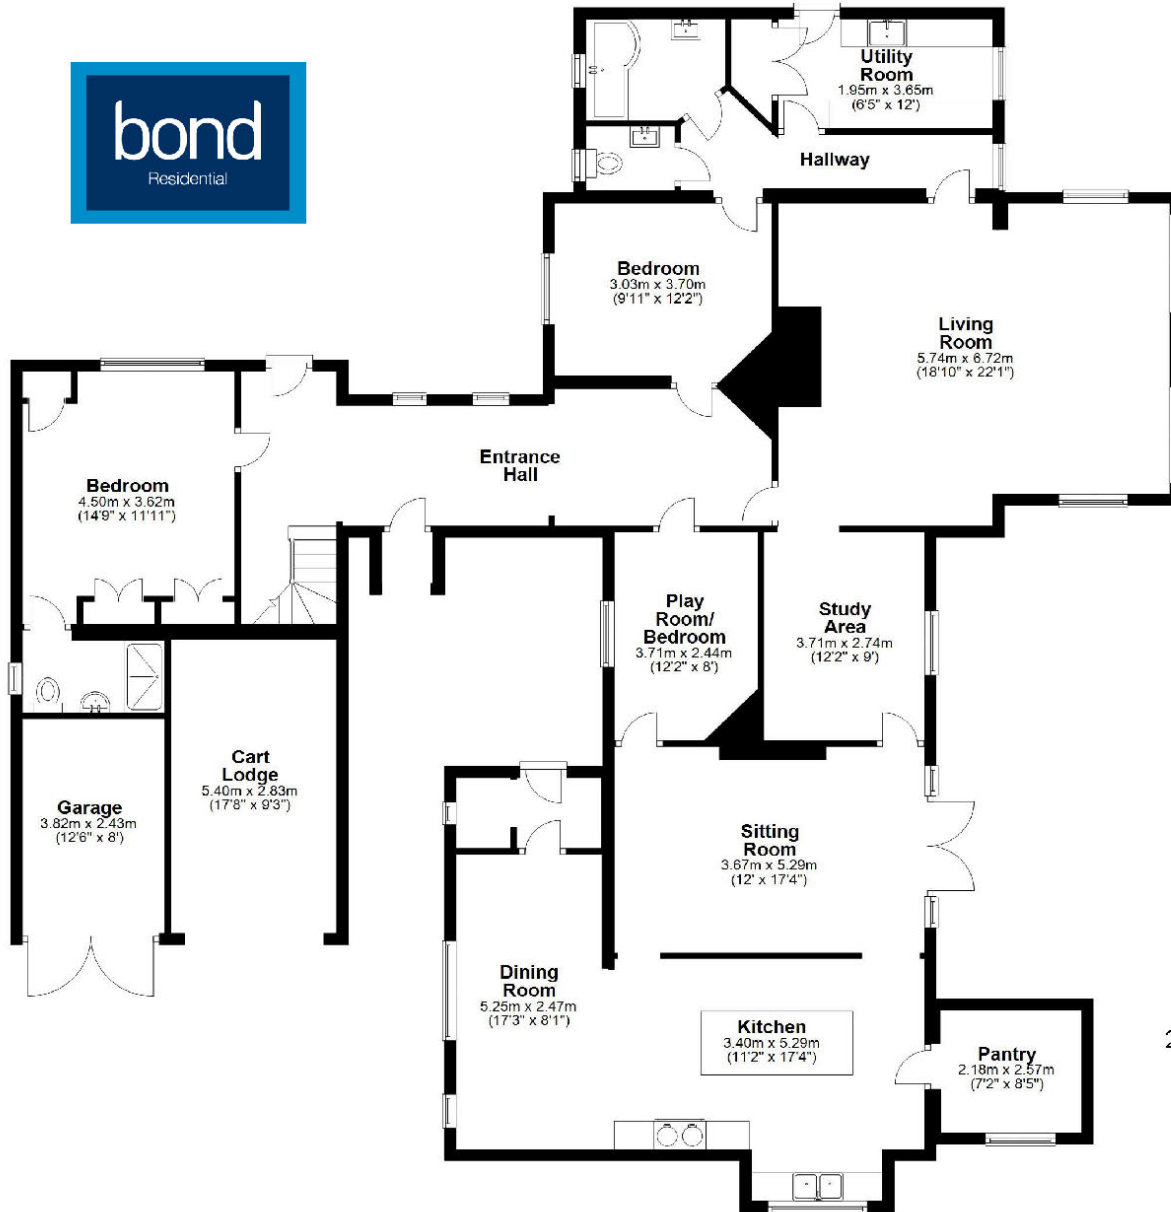 bond
Residential
Utility
Room
1.95m x 3.65m
(6'5" x 12')
Hallway
Bedroom
3.03m x 3.70m
(9'11" x 12'2")
Living
Room
5.74m x 6.72m
(18'10" x 22'1")
Entrance
Hall
Bedroom
4.50m x 3.62m
(14'9" x 11'11")
Play
Room/
Bedroom
3.71m x 2.44m
(12'2" x 8')
Study
Area
3.71m x 2.74m
(12'2" x 9')
Cart
Lodge
5.40m x 2.83m
(17'8" x 9'3")
Garage
3.82m x 2.43m
(12'6" x 8')
Sitting
Room
3.67m x 5.29m
(12' x 17'4")
Dining
Room
5.25m x 2.47m
(17'3" x 8'1")
Kitchen
3.40m x 5.29m
(11'2" x 17'4")
Pantry
2.18m x 2.57m
(7'2" x 8'5")